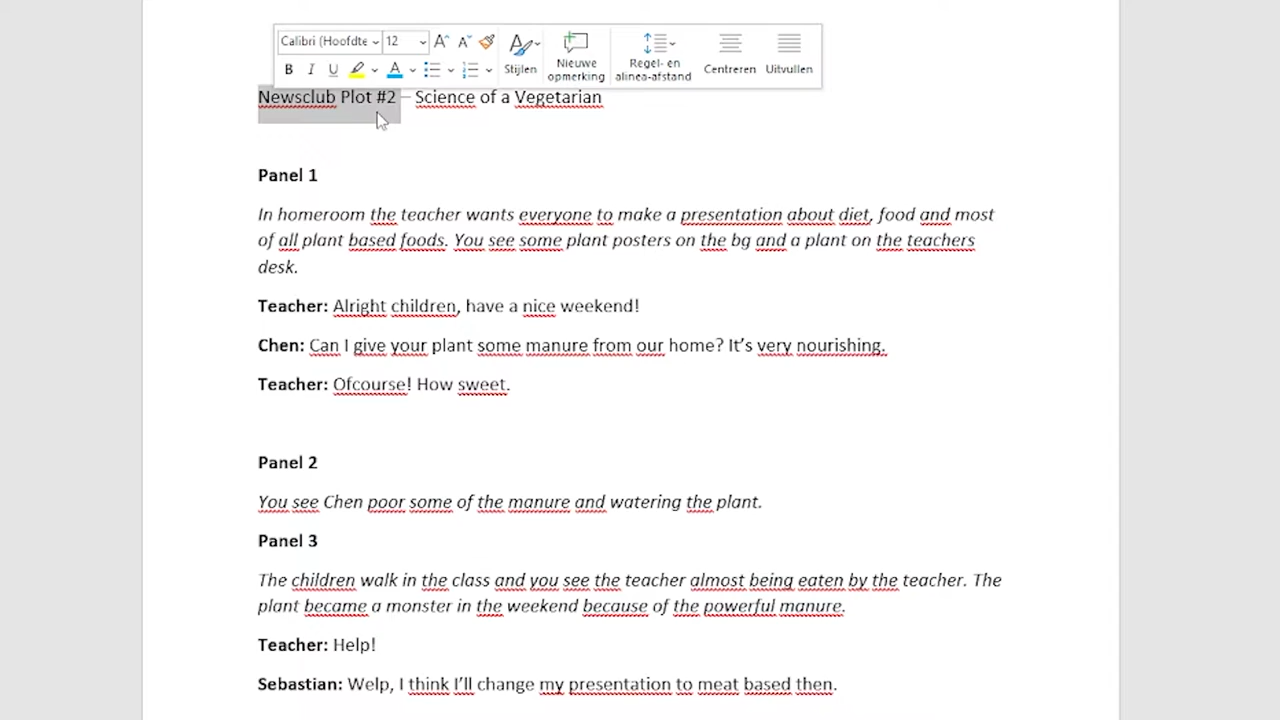 Calibri (Hoofdte
12
B I U
A
Stijlen
Nieuwe
opmerking
Regel- en
alinea-afstand
Centreren
Uitvullen
Newsclub Plot #2 – Science of a Vegetarian
Panel 1
In homeroom the teacher wants everyone to make a presentation about diet, food and most
of all plant based foods. You see some plant posters on the bg and a plant on the teachers
desk.
Teacher: Alright children, have a nice weekend!
Chen: Can I give your plant some manure from our home? It's very nourishing.
Teacher: Ofcourse! How sweet.
Panel 2
You see Chen poor some of the manure and watering the plant.
Panel 3
The children walk in the class and you see the teacher almost being eaten by the teacher. The
plant became a monster in the weekend because of the powerful manure.
Teacher: Help!
Sebastian: Welp, I think I'll change my presentation to meat based then.